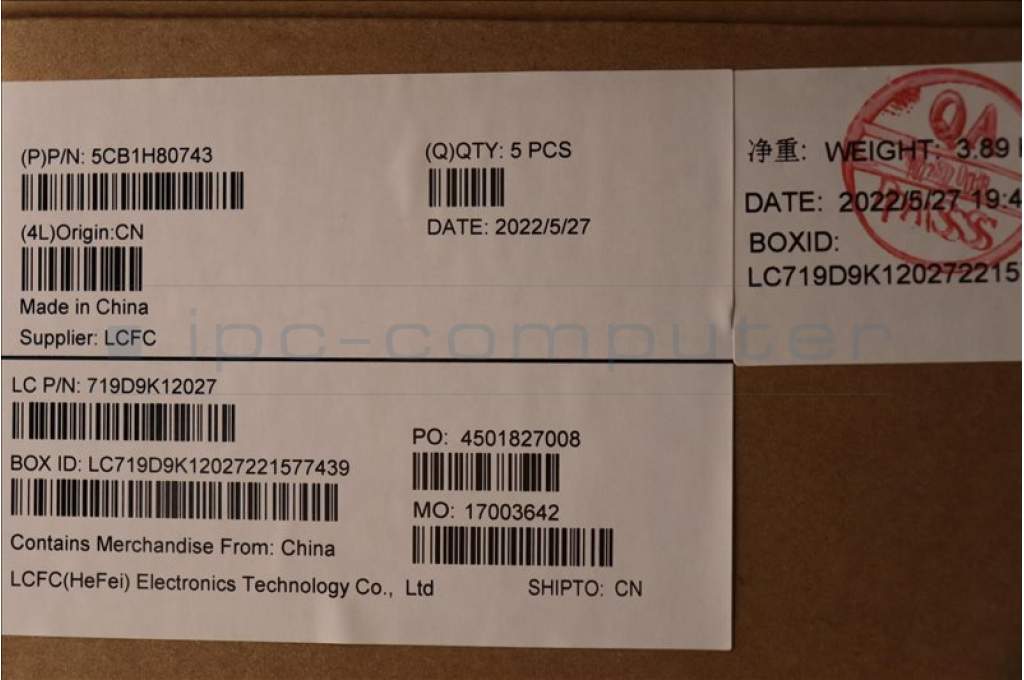 (P)P/N: 5CB1H80743
(Q)QTY: 5 PCS
(4L)Origin:CN
DATE: 2022/5/27
Made in China
Supplier: LCFC
净重: WEIGHT: 3.89
DATE: 2022/5/27 19:4
BOXID:
LC719D9K120272215
QA
PASSS
ipc-computer
LC P/N: 719D9K12027
PO: 4501827008
BOX ID: LC719D9K12027221577439
MO: 17003642
Contains Merchandise From: China
LCFC(HeFei) Electronics Technology Co., Ltd
SHIPTO: CN